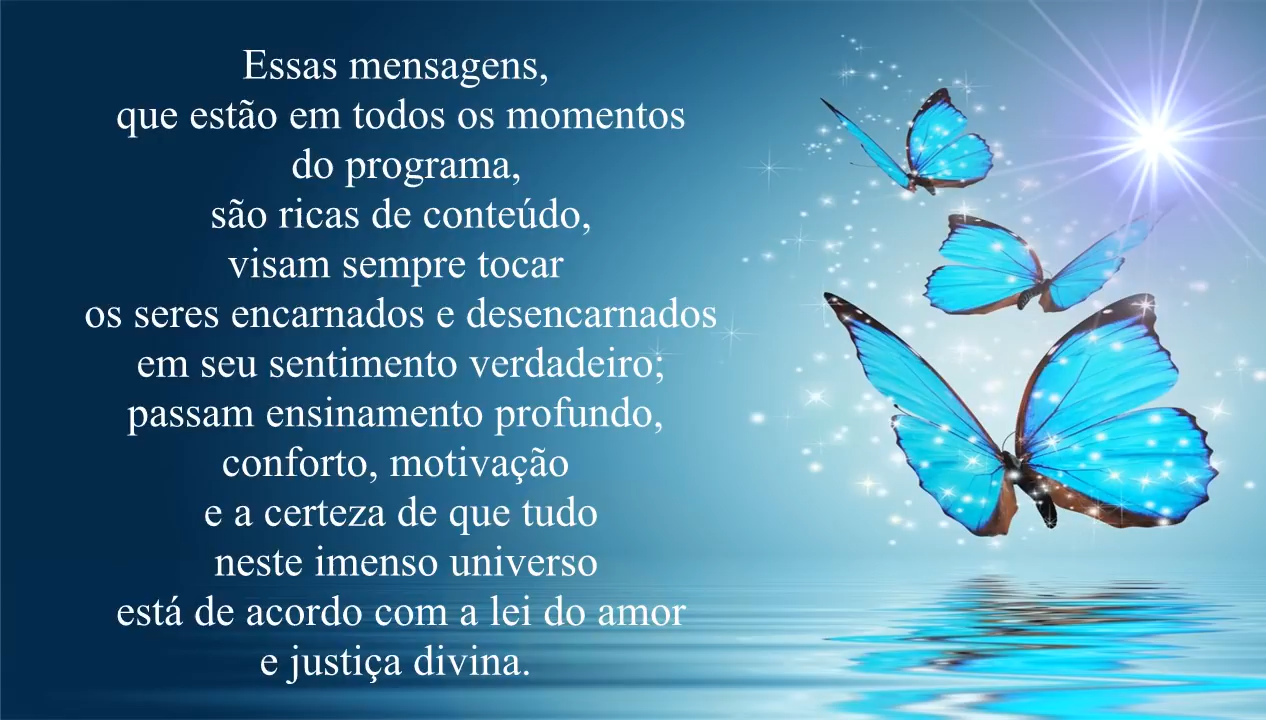 Essas mensagens,
que estão em todos os momentos
do programa,
são ricas de conteúdo,
visam sempre tocar
os seres encarnados e desencarnados
em seu sentimento verdadeiro;
passam ensinamento profundo,
conforto, motivação
e a certeza de que tudo
neste imenso universo
está de acordo com a lei do amor
e justiça divina.